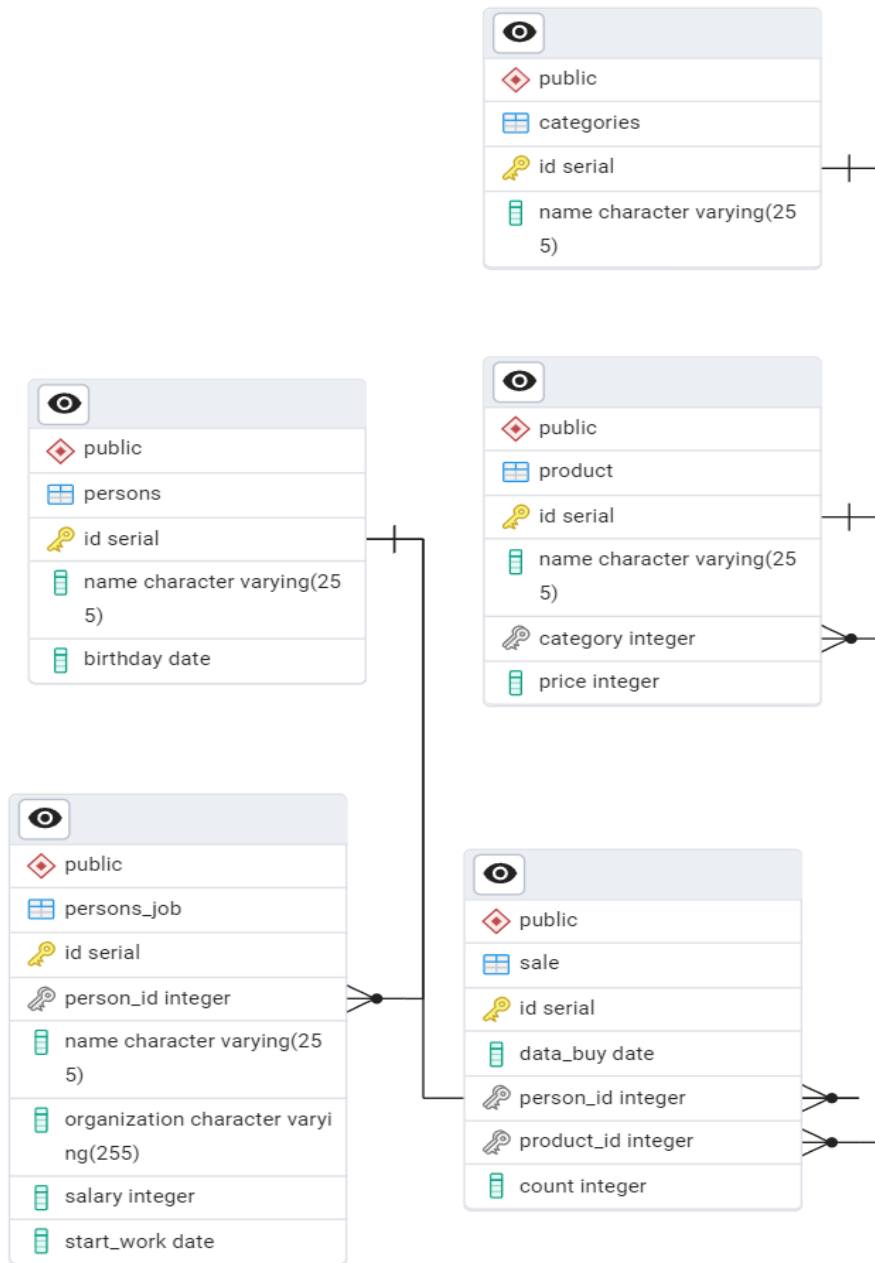 public
categories
id serial
name character varying(25
5)
public
persons
id serial
name character varying(25
5)
birthday date
public
product
id serial
name character varying(25
5)
category integer
price integer
public
persons_job
id serial
person_id integer
name character varying(25
5)
organization character varyi
ng(255)
salary integer
start_work date
public
sale
id serial
data_buy date
person_id integer
product_id integer
count integer